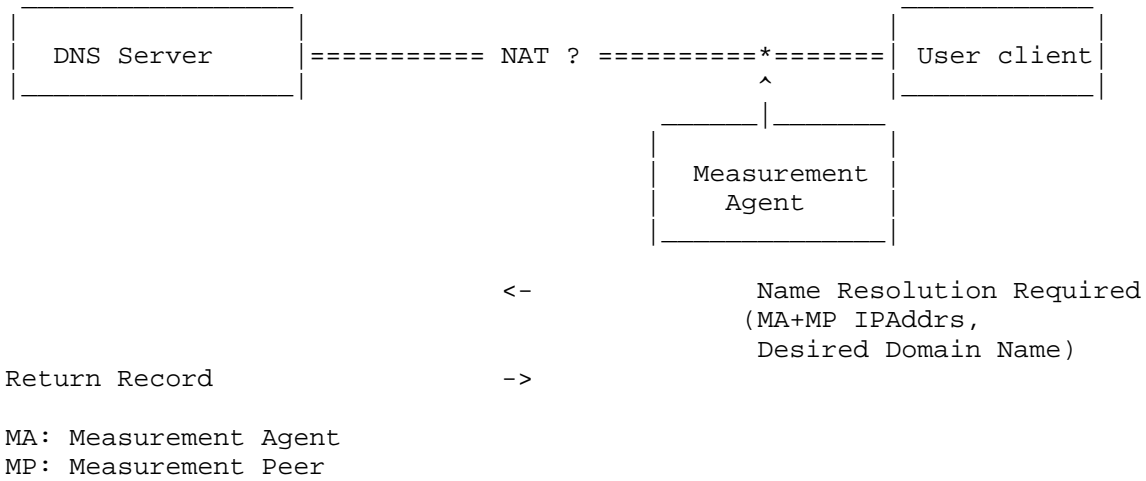 DNS Server =========== NAT ? ==========*======= User client
^
Measurement
Agent
<- Name Resolution Required
(MA+MP IPAddrs,
Desired Domain Name)
Return Record ->
MA: Measurement Agent
MP: Measurement Peer